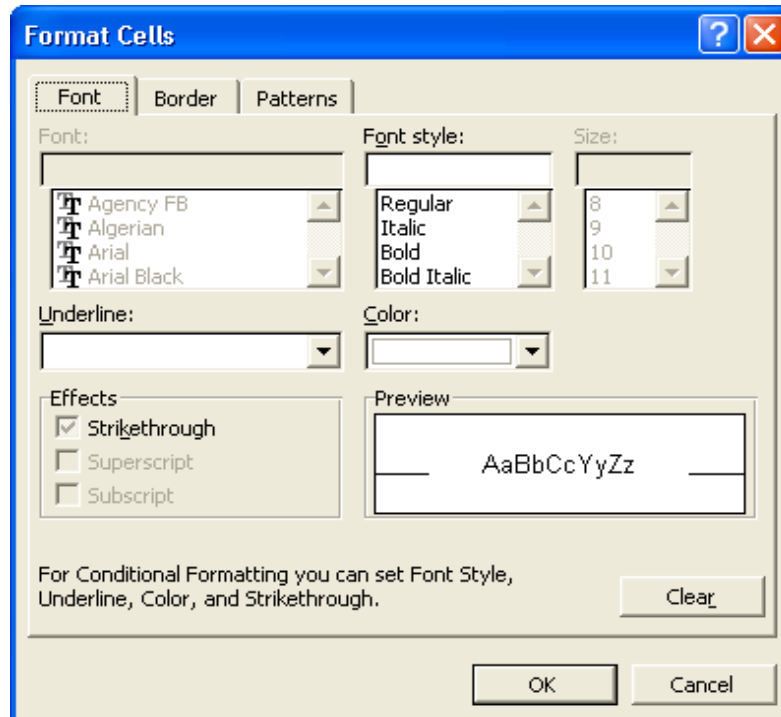 Format Cells
Font Border Patterns
Font: Font style: Size:
Agency FB Regular 8
Algerian Italic 9
Arial Bold 10
Arial Black Bold Italic 11
Underline: Color:
Effects Preview
Strikethrough
AaBbCcYyZz
Superscript
Subscript
For Conditional Formatting you can set Font Style,
Underline, Color, and Strikethrough.
Clear
OK Cancel